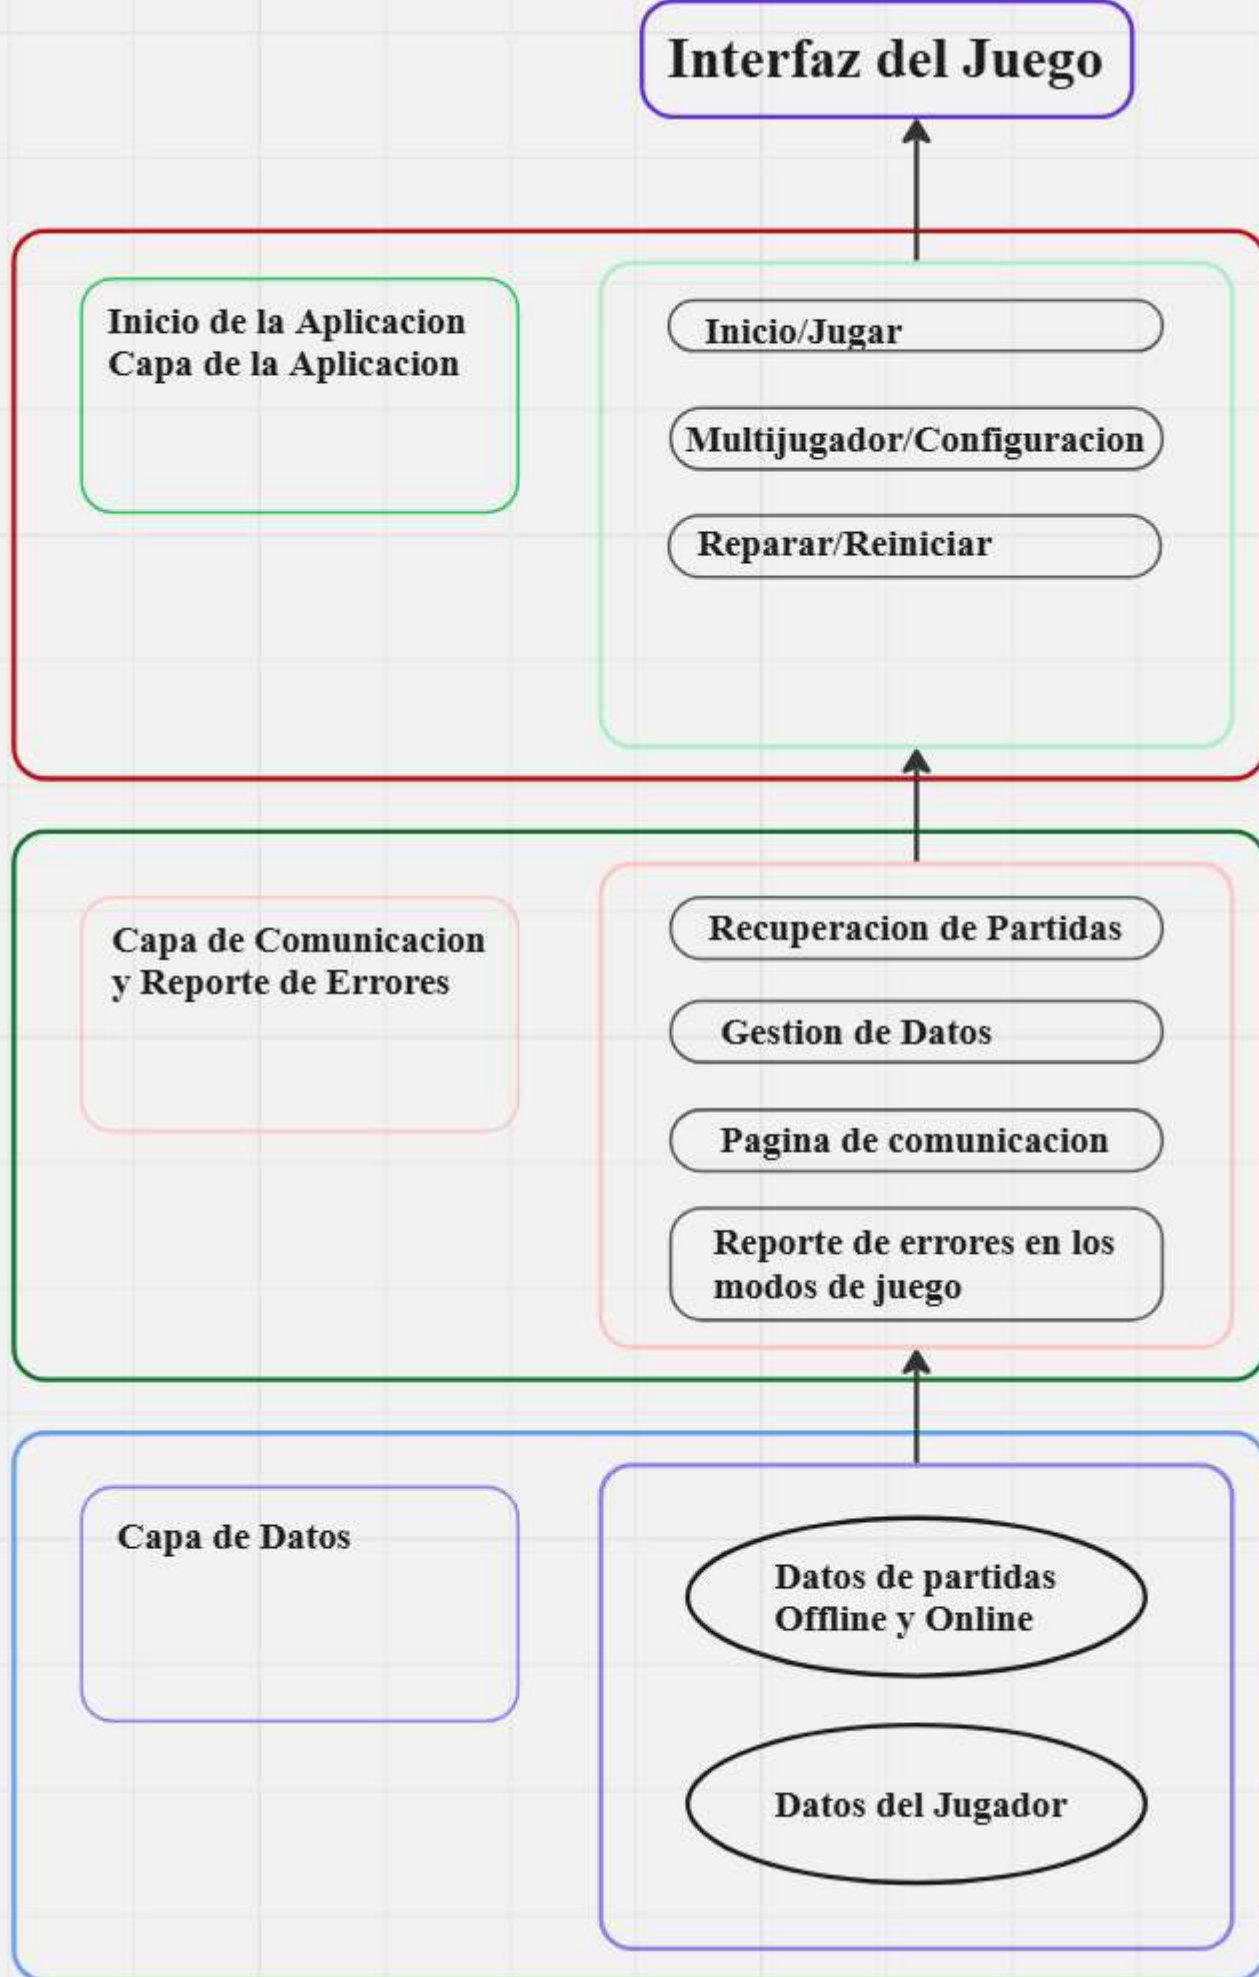 Interfaz del Juego
Inicio de la Aplicacion
Capa de la Aplicacion
Inicio/Jugar
Multijugador/Configuracion
Reparar/Reiniciar
Capa de Comunicacion
y Reporte de Errores
Recuperacion de Partidas
Gestion de Datos
Pagina de comunicacion
Reporte de errores en los
modos de juego
Capa de Datos
Datos de partidas
Offline y Online
Datos del Jugador